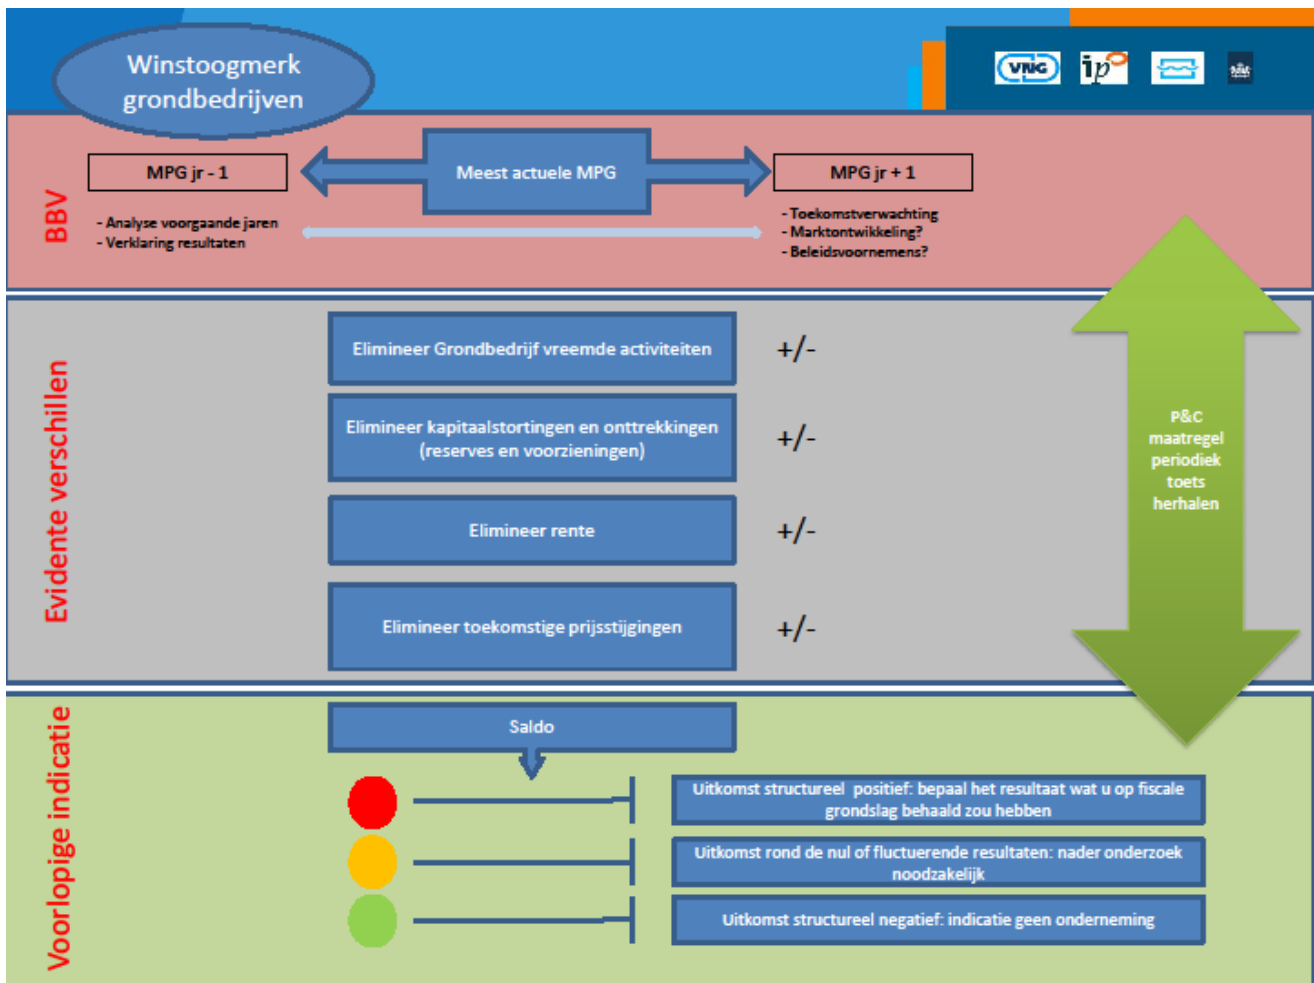 Winstoogmerk
grondbedrijven
VNG
ipo
BBV
MPG jr - 1
Meest actuele MPG
MPG jr + 1
- Analyse voorgaande jaren
- Verklaring resultaten
- Toekomstverwachting
- Marktontwikkeling?
- Beleidsvoornemens?
Evidente verschillen
Elimineer Grondbedrijf vreemde activiteiten
+/-
Elimineer kapitaalstortingen en onttrekkingen
(reserves en voorzieningen)
+/-
Elimineer rente
+/-
Elimineer toekomstige prijsstijgingen
+/-
P&C
maatregel
periodiek
toets
herhalen
Voorlopige indicatie
Saldo
Uitkomst structureel positief: bepaal het resultaat wat u op fiscale
grondslag behaald zou hebben
Uitkomst rond de nul of fluctuerende resultaten: nader onderzoek
noodzakelijk
Uitkomst structureel negatief: indicatie geen onderneming